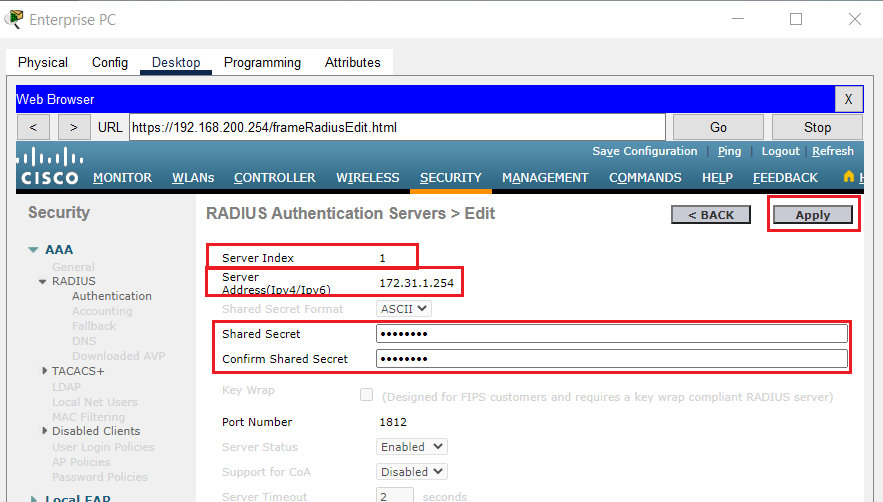 Enterprise PC
Physical Config Desktop Programming Attributes
Web Browser X
< > URL https://192.168.200.254/frameRadiusEdit.html Go Stop
Save Configuration | Ping | Logout | Refresh
CISCO MONITOR WLANs CONTROLLER WIRELESS SECURITY MANAGEMENT COMMANDS HELP FEEDBACK
Security RADIUS Authentication Servers > Edit < BACK Apply
AAA
General
RADIUS
Authentication
Accounting
Fallback
DNS
Downloaded AVP
TACACS+
LDAP
Local Net Users
MAC Filtering
Disabled Clients
User Login Policies
AP Policies
Password Policies
Local EAP
Server Index 1
Server
Address(Ipv4/Ipv6) 172.31.1.254
Shared Secret Format ASCII
Shared Secret ••••••••
Confirm Shared Secret ••••••••
Key Wrap (Designed for FIPS customers and requires a key wrap compliant RADIUS server)
Port Number 1812
Server Status Enabled
Support for CoA Disabled
Server Timeout 2 seconds